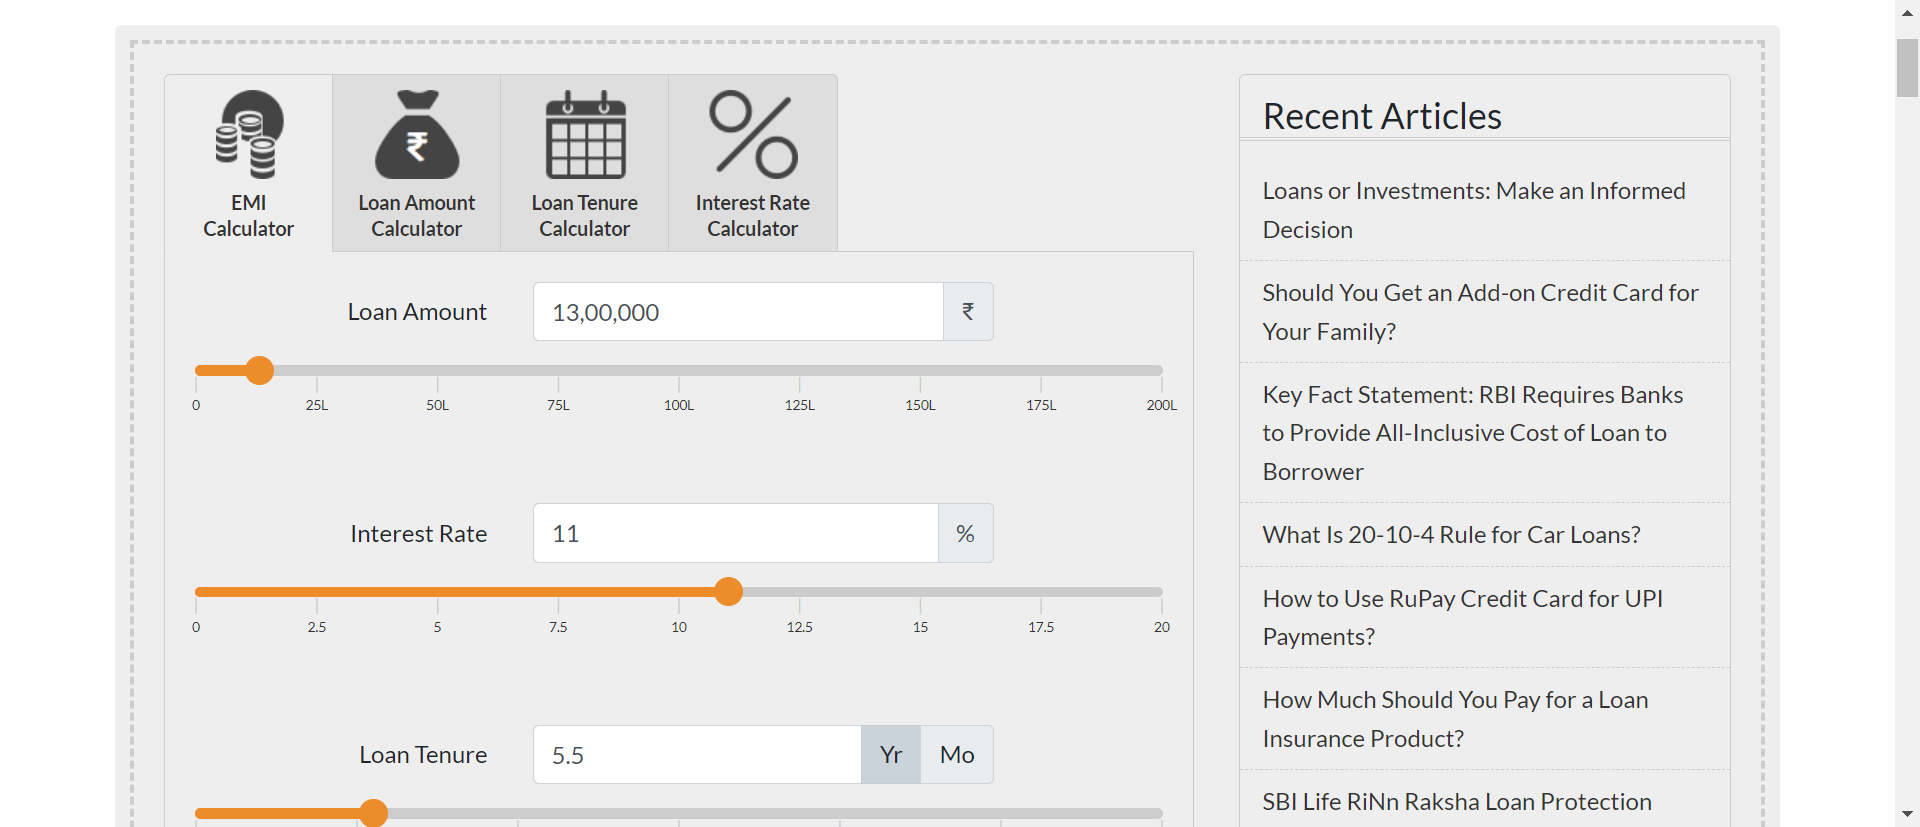 EMI
Calculator
₹
Loan Amount
Calculator
Loan Tenure
Calculator
Interest Rate
Calculator
Loan Amount
13,00,000
₹
0 25L 50L 75L 100L 125L 150L 175L 200L
Interest Rate
11
%
0 2.5 5 7.5 10 12.5 15 17.5 20
Loan Tenure
5.5
Yr Mo
Recent Articles
Loans or Investments: Make an Informed
Decision
Should You Get an Add-on Credit Card for
Your Family?
Key Fact Statement: RBI Requires Banks
to Provide All-Inclusive Cost of Loan to
Borrower
What Is 20-10-4 Rule for Car Loans?
How to Use RuPay Credit Card for UPI
Payments?
How Much Should You Pay for a Loan
Insurance Product?
SBI Life RiNn Raksha Loan Protection